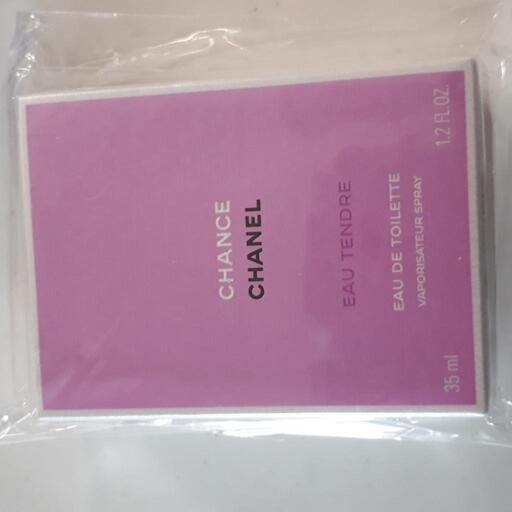 CHANCE
CHANEL
EAU TENDRE
EAU DE TOILETTE
VAPORISATEUR SPRAY
35 ml 1.2 FL.OZ.